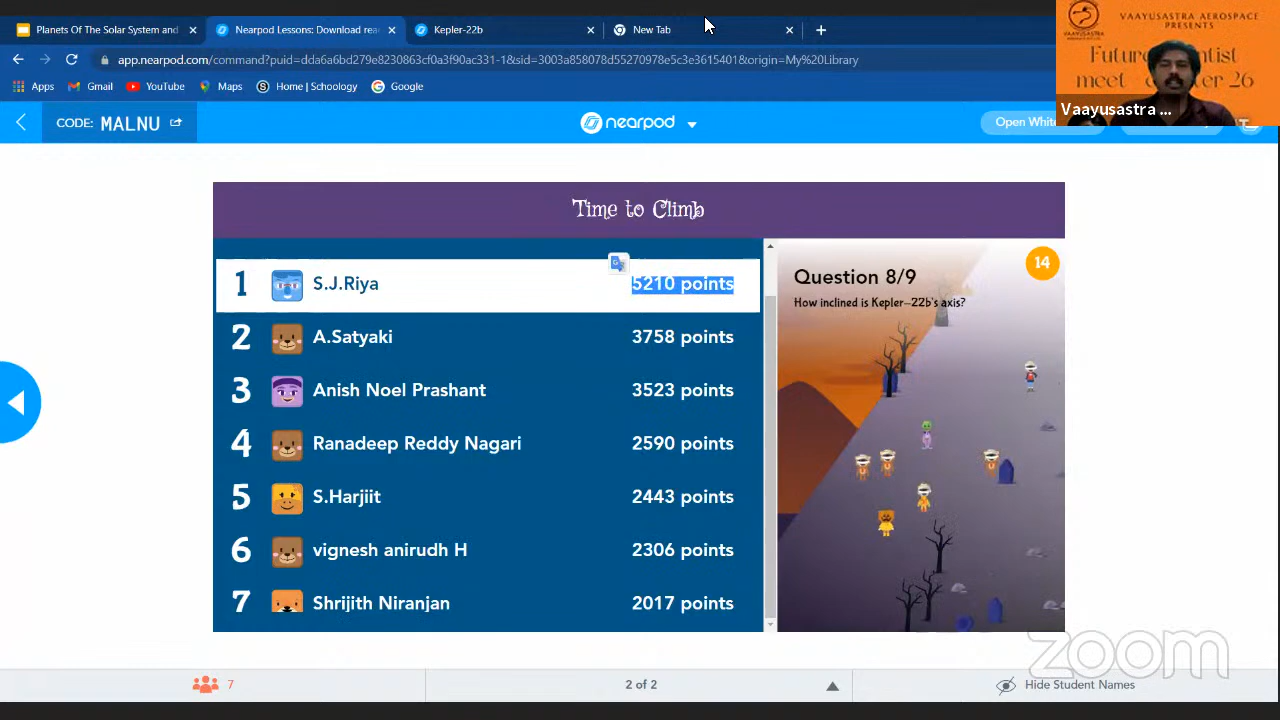 Planets Of The Solar System and
Nearpod Lessons: Download rea
Kepler-22b
New Tab
app.nearpod.com/command?puid=dda6a6bd279e8230863cf0a3f90ac331-1&sid=3003a858078d55270978e5c3e3615401&origin=My%20Library
Apps
Gmail
YouTube
Maps
Home | Schoology
Google
VAAYUSASTRA AEROSPACE
PRESENTS
Future
ntist
meet
26
Vaayusastra ...
CODE: MALNU
nearpod
Open White
Time to Climb
1 S.J.Riya 5210 points
2 A.Satyaki 3758 points
3 Anish Noel Prashant 3523 points
4 Ranadeep Reddy Nagari 2590 points
5 S.Harjiit 2443 points
6 vignesh anirudh H 2306 points
7 Shrijith Niranjan 2017 points
14
Question 8/9
How inclined is Kepler-22b's axis?
zoom
7
2 of 2
Hide Student Names